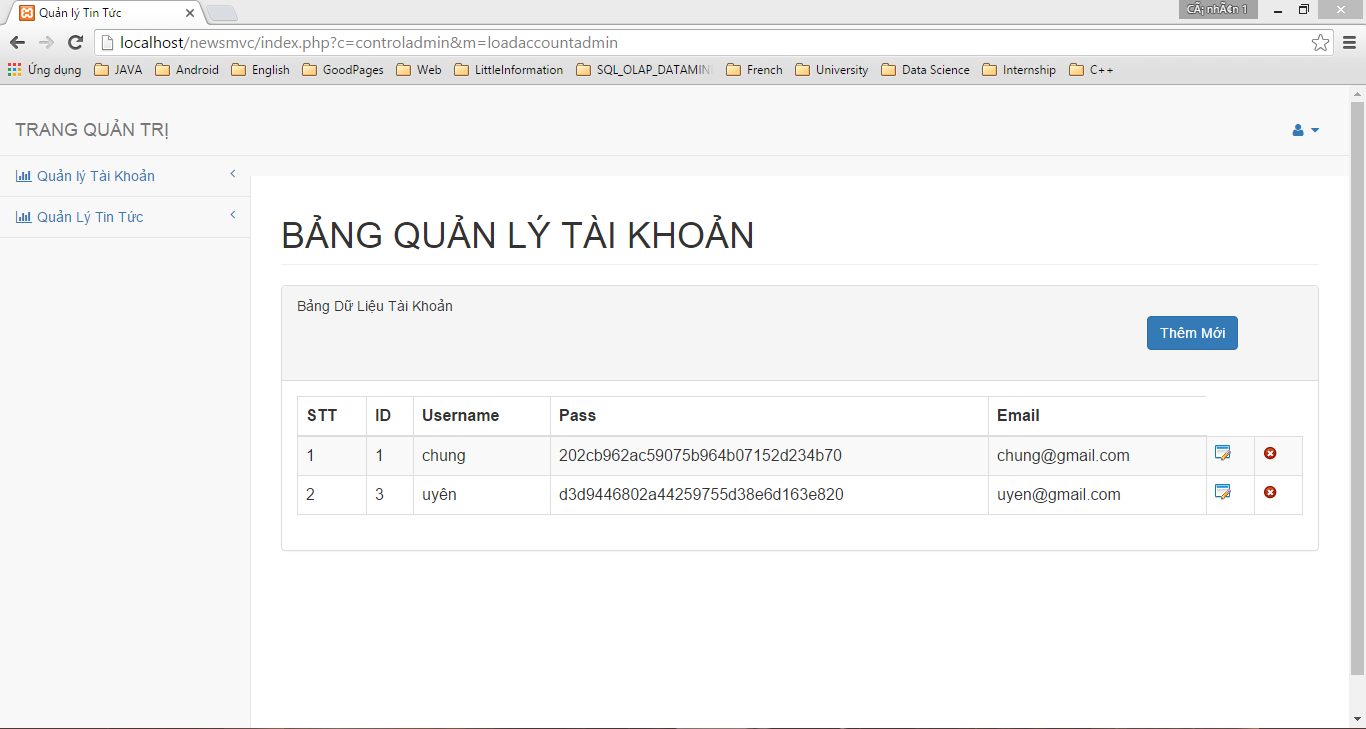 Quản lý Tin Tức
CÃ¡ nhÃ¢n 1
localhost/newsmvc/index.php?c=controladmin&m=loadaccountadmin
Ứng dụng JAVA Android English GoodPages Web LittleInformation SQL_OLAP_DATAMIN French University Data Science Internship C++
TRANG QUẢN TRỊ
Quản lý Tài Khoản
Quản Lý Tin Tức
BẢNG QUẢN LÝ TÀI KHOẢN
Bảng Dữ Liệu Tài Khoản
Thêm Mới
STT ID Username Pass Email
1 1 chung 202cb962ac59075b964b07152d234b70 chung@gmail.com
2 3 uyên d3d9446802a44259755d38e6d163e820 uyen@gmail.com